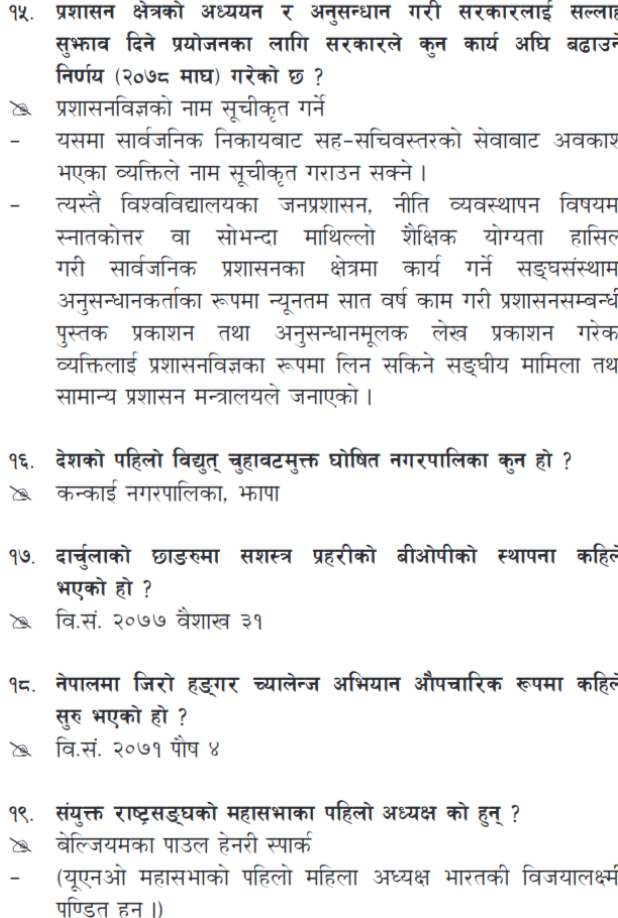 १५. प्रशासन क्षेत्रको अध्ययन र अनुसन्धान गरी सरकारलाई सल्लाह
सुझाव दिने प्रयोजनका लागि सरकारले कुन कार्य अघि बढाउने
निर्णय (२०७८ माघ) गरेको छ ?
प्रशासनविज्ञको नाम सूचीकृत गर्ने
– यसमा सार्वजनिक निकायबाट सह-सचिवस्तरको सेवाबाट अवकाश
भएका व्यक्तिले नाम सूचीकृत गराउन सक्ने ।
– त्यस्तै विश्वविद्यालयका जनप्रशासन, नीति व्यवस्थापन विषयम
स्नातकोत्तर वा सोभन्दा माथिल्लो शैक्षिक योग्यता हासिल
गरी सार्वजनिक प्रशासनका क्षेत्रमा कार्य गर्ने सङ्घसंस्थाम
अनुसन्धानकर्ताका रूपमा न्यूनतम सात वर्ष काम गरी प्रशासनसम्बन्धी
पुस्तक प्रकाशन तथा अनुसन्धानमूलक लेख प्रकाशन गरेक
व्यक्तिलाई प्रशासनविज्ञका रूपमा लिन सकिने सङ्घीय मामिला तथ
सामान्य प्रशासन मन्त्रालयले जनाएको ।
१६. देशको पहिलो विद्युत् चुहावटमुक्त घोषित नगरपालिका कुन हो ?
कन्काई नगरपालिका, झापा
१७. दार्चुलाको छाङरुमा सशस्त्र प्रहरीको बीओपीको स्थापना कहिले
भएको हो ?
वि.सं. २०७७ वैशाख ३१
१८. नेपालमा जिरो हङ्गर च्यालेन्ज अभियान औपचारिक रूपमा कहिले
सुरु भएको हो ?
वि.सं. २०७१ पौष ४
१९. संयुक्त राष्ट्रसङ्घको महासभाका पहिलो अध्यक्ष को हुन् ?
बेल्जियमका पाउल हेनरी स्पार्क
– (यूएनओ महासभाको पहिलो महिला अध्यक्ष भारतकी विजयालक्ष्मी
पण्डित हुन् ।)